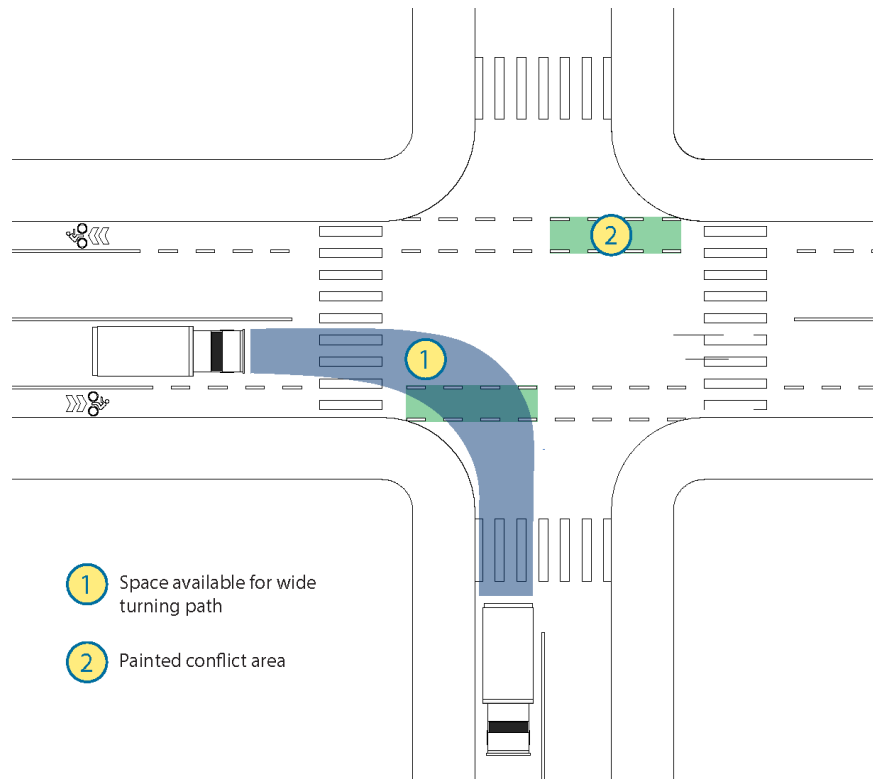 2
1
1 Space available for wide
turning path
2 Painted conflict area